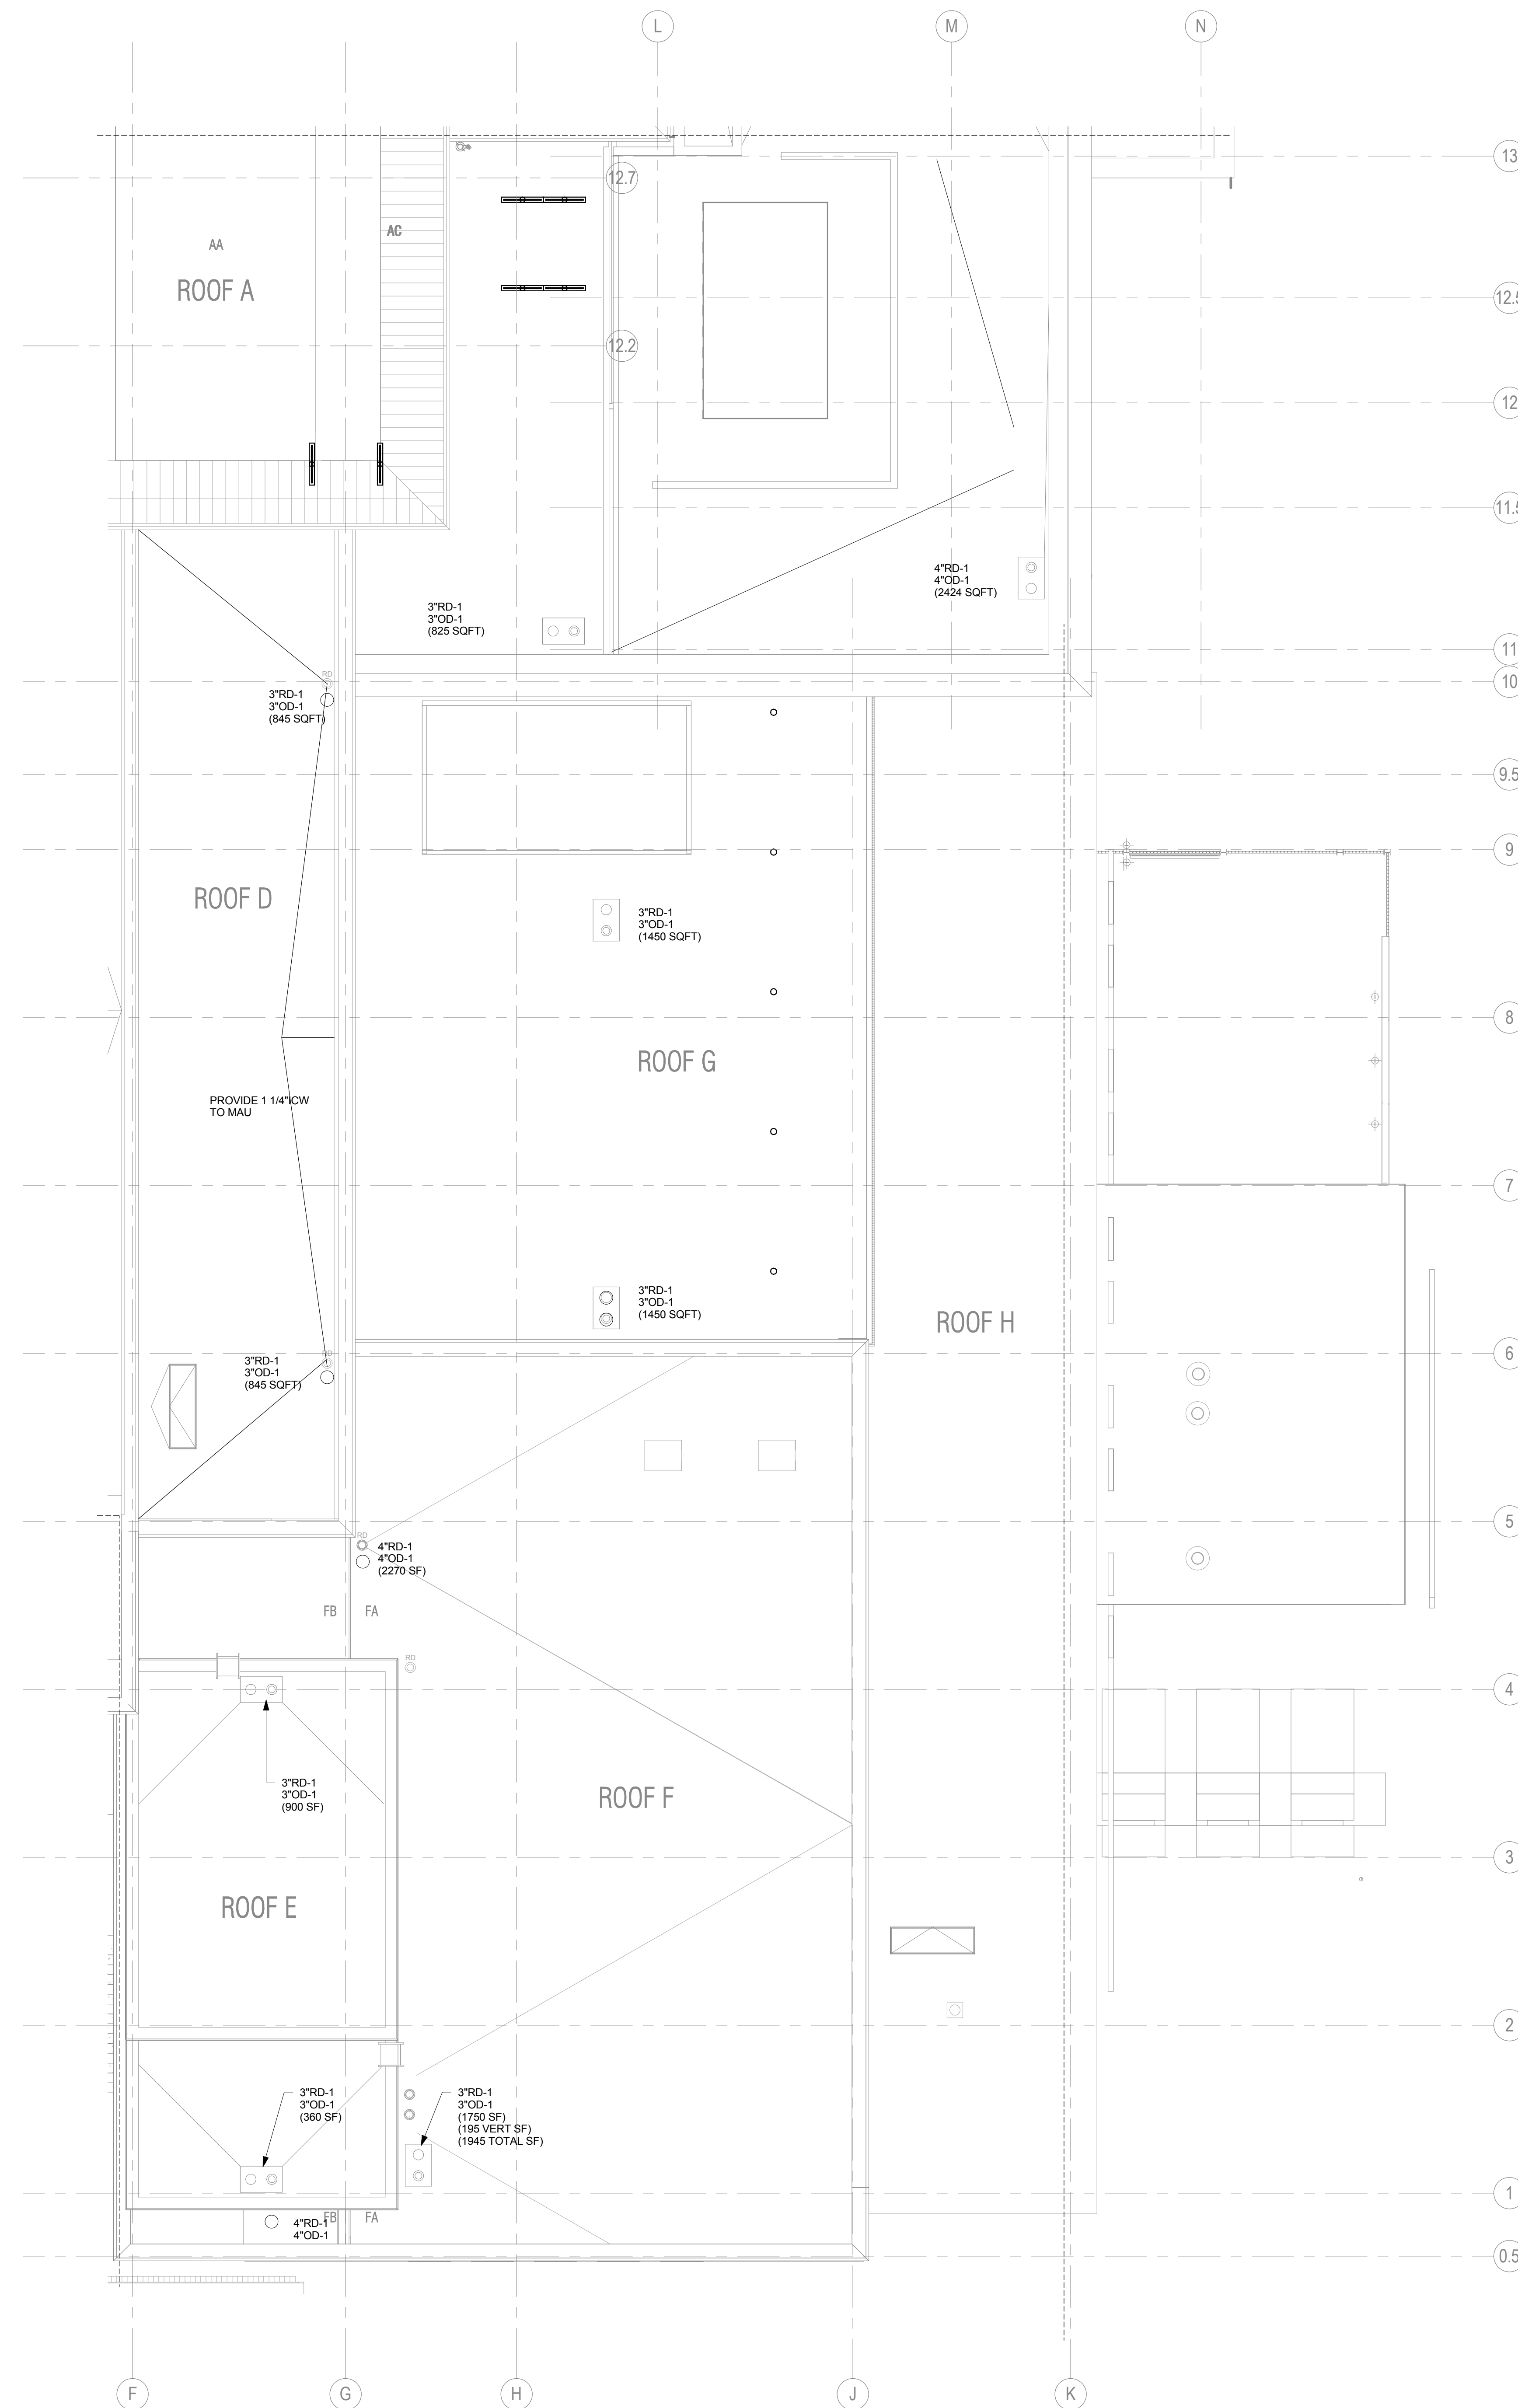 L
M
N
13
12.7
AC
AA
ROOF A
12.5
12.2
12
11.5
4"RD-1
4"OD-1
(2424 SQFT)
3"RD-1
3"OD-1
(825 SQFT)
11
RD
10
3"RD-1
3"OD-1
(845 SQFT)
9.5
9
ROOF D
3"RD-1
3"OD-1
(1450 SQFT)
8
ROOF G
PROVIDE 1 1/4"ICW
TO MAU
7
3"RD-1
3"OD-1
(1450 SQFT)
ROOF H
RD
6
3"RD-1
3"OD-1
(845 SQFT)
5
RD
4"RD-1
4"OD-1
(2270 SF)
FB
FA
RD
4
3"RD-1
3"OD-1
(900 SF)
ROOF F
3
ROOF E
2
3"RD-1
3"OD-1
(360 SF)
3"RD-1
3"OD-1
(1750 SF)
(195 VERT SF)
(1945 TOTAL SF)
1
FB
FA
4"RD-1
4"OD-1
0.5
F
G
H
J
K